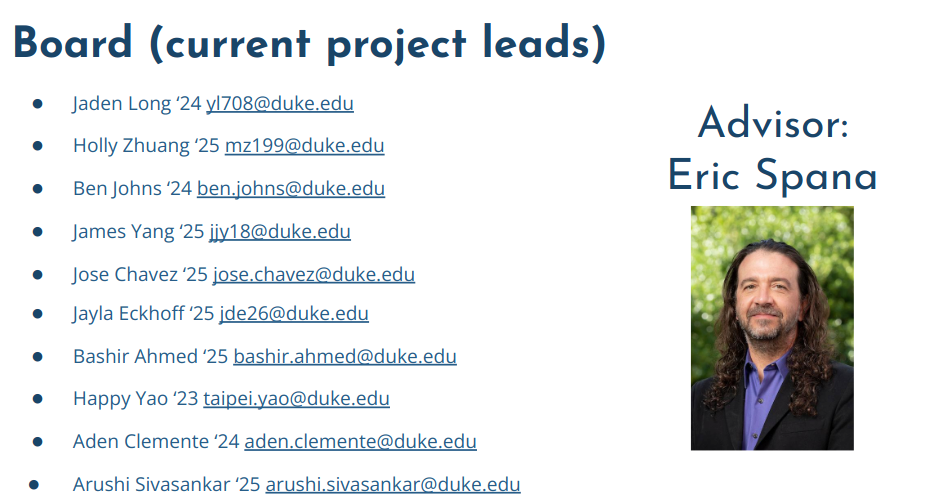 Board (current project leads)
● Jaden Long ‘24 yl708@duke.edu
● Holly Zhuang ‘25 mz199@duke.edu
● Ben Johns ‘24 ben.johns@duke.edu
● James Yang ‘25 jjy18@duke.edu
● Jose Chavez ‘25 jose.chavez@duke.edu
● Jayla Eckhoff ‘25 jde26@duke.edu
● Bashir Ahmed ‘25 bashir.ahmed@duke.edu
● Happy Yao ‘23 taipei.yao@duke.edu
● Aden Clemente ‘24 aden.clemente@duke.edu
● Arushi Sivasankar ‘25 arushi.sivasankar@duke.edu
Advisor:
Eric Spana